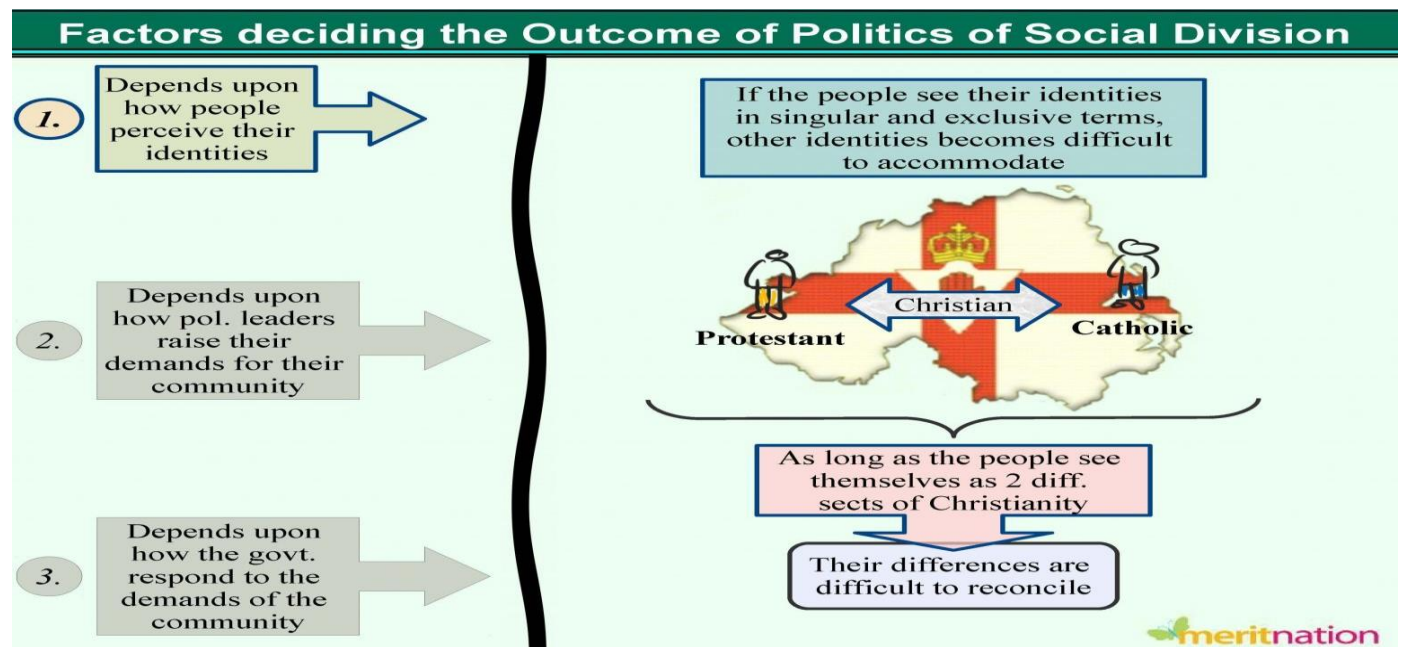 Factors deciding the Outcome of Politics of Social Division
1.
Depends upon
how people
perceive their
identities
2.
Depends upon
how pol. leaders
raise their
demands for their
community
3.
Depends upon
how the govt.
respond to the
demands of the
community
If the people see their identities
in singular and exclusive terms,
other identities becomes difficult
to accommodate
Christian
Protestant
Catholic
As long as the people see
themselves as 2 diff.
sects of Christianity
Their differences are
difficult to reconcile
meritnation